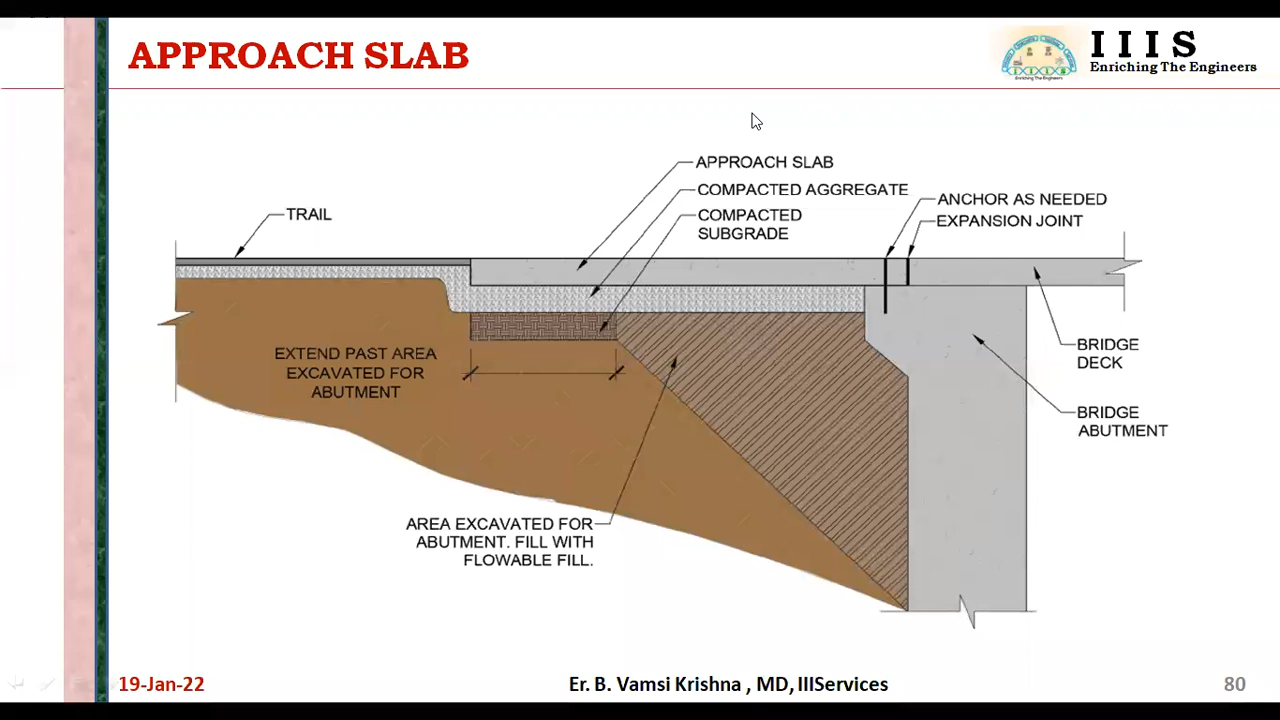 APPROACH SLAB
I I I S
Enriching The Engineers
APPROACH SLAB
COMPACTED AGGREGATE
COMPACTED
SUBGRADE
ANCHOR AS NEEDED
EXPANSION JOINT
TRAIL
EXTEND PAST AREA
EXCAVATED FOR
ABUTMENT
BRIDGE
DECK
BRIDGE
ABUTMENT
AREA EXCAVATED FOR
ABUTMENT. FILL WITH
FLOWABLE FILL.
19-Jan-22
Er. B. Vamsi Krishna , MD, IIIServices
80